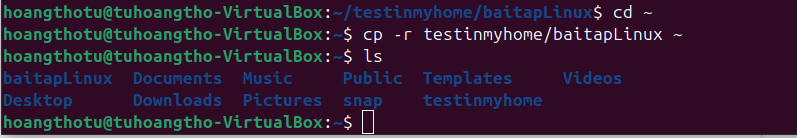 hoangthotu@tuhoangtho-VirtualBox:~/testinmyhome/baitapLinux$ cd ~
hoangthotu@tuhoangtho-VirtualBox:~$ cp -r testinmyhome/baitapLinux ~
hoangthotu@tuhoangtho-VirtualBox:~$ ls
baitapLinux  Documents  Music     Public  Templates     Videos
Desktop      Downloads  Pictures  snap    testinmyhome
hoangthotu@tuhoangtho-VirtualBox:~$